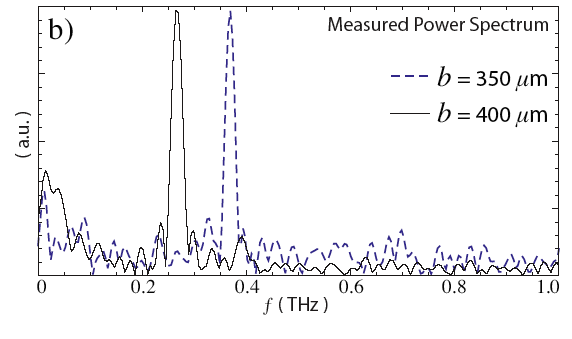 b)
Measured Power Spectrum
b = 350 μm
b = 400 μm
(a.u.)
0 0.2 0.4 0.6 0.8 1.0
f (THz)